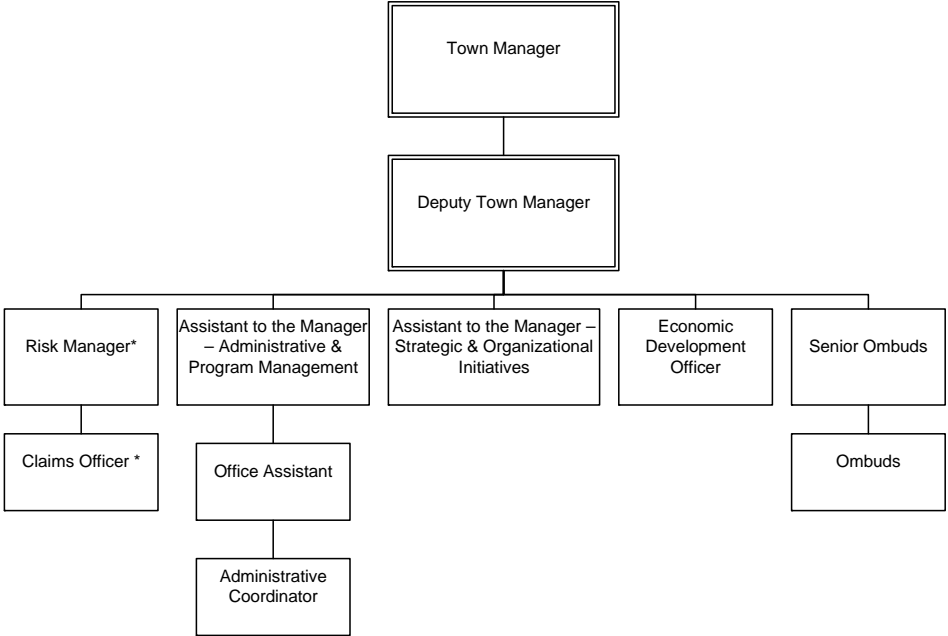 Town Manager
Deputy Town Manager
Risk Manager*
Assistant to the Manager
– Administrative &
Program Management
Assistant to the Manager –
Strategic & Organizational
Initiatives
Economic
Development
Officer
Senior Ombuds
Claims Officer *
Office Assistant
Ombuds
Administrative
Coordinator